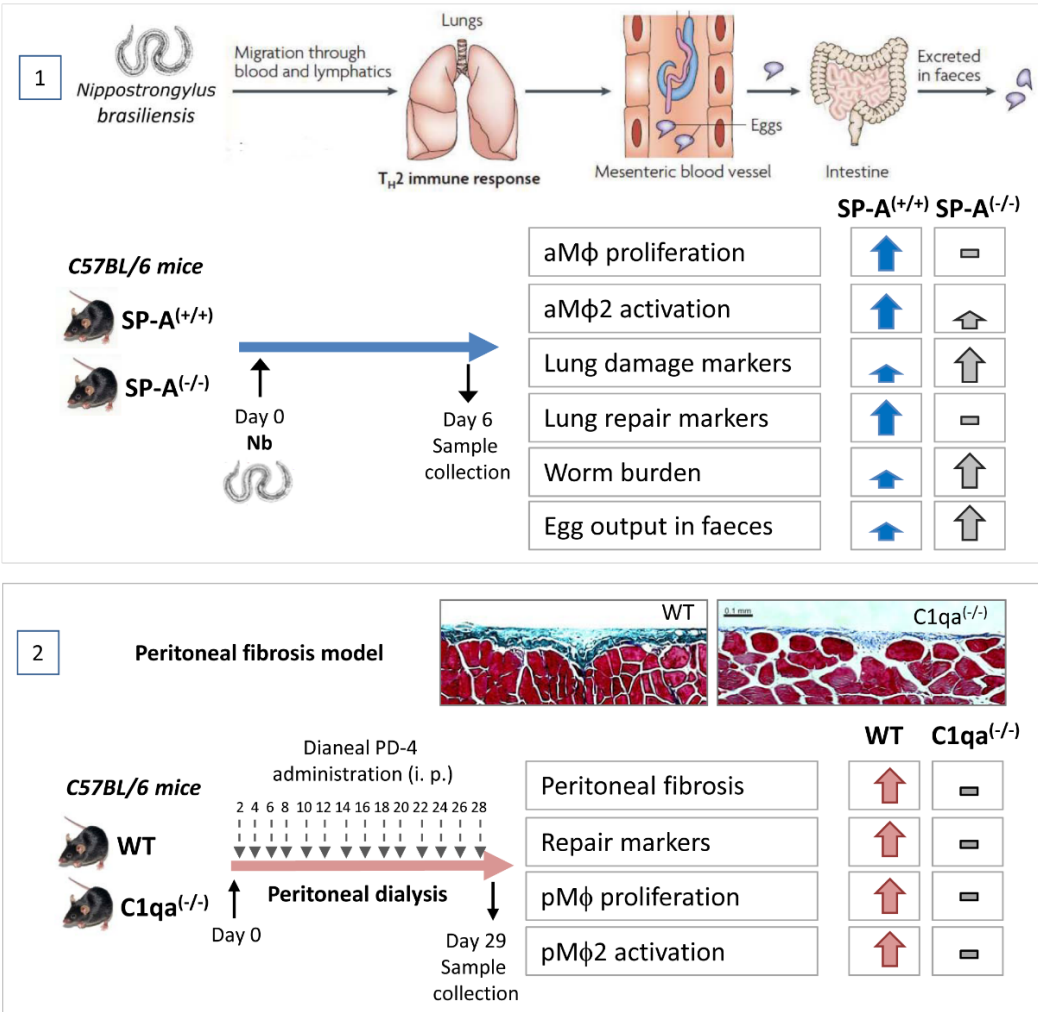 1
Nippostrongylus
brasiliensis
Migration through
blood and lymphatics
Lungs
T_H2 immune response
Eggs
Mesenteric blood vessel
Intestine
Excreted
in faeces
SP-A(+/+) SP-A(-/-)
C57BL/6 mice
SP-A(+/+)
SP-A(-/-)
Day 0
Nb
Day 6
Sample
collection
aMϕ proliferation
aMϕ2 activation
Lung damage markers
Lung repair markers
Worm burden
Egg output in faeces
2
Peritoneal fibrosis model
WT
0.1 mm
C1qa(-/-)
WT C1qa(-/-)
Dianeal PD-4
administration (i. p.)
C57BL/6 mice
WT
C1qa(-/-)
2 4 6 8 10 12 14 16 18 20 22 24 26 28
Peritoneal dialysis
Day 0
Day 29
Sample
collection
Peritoneal fibrosis
Repair markers
pMϕ proliferation
pMϕ2 activation